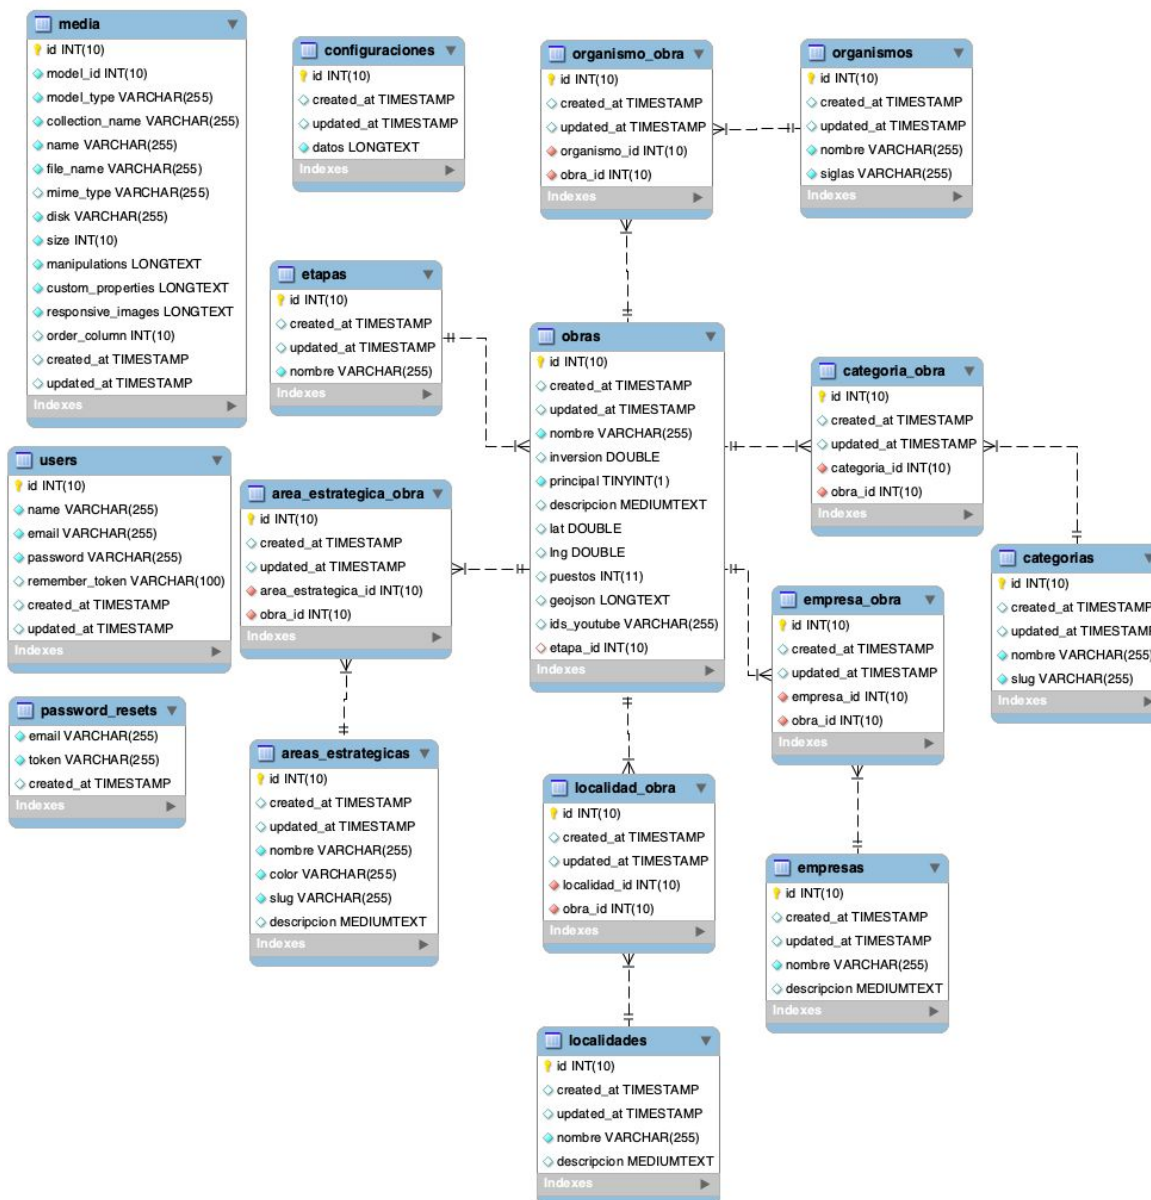 media
id INT(10)
model_id INT(10)
model_type VARCHAR(255)
collection_name VARCHAR(255)
name VARCHAR(255)
file_name VARCHAR(255)
mime_type VARCHAR(255)
disk VARCHAR(255)
size INT(10)
manipulations LONGTEXT
custom_properties LONGTEXT
responsive_images LONGTEXT
order_column INT(10)
created_at TIMESTAMP
updated_at TIMESTAMP
Indexes
configuraciones
id INT(10)
created_at TIMESTAMP
updated_at TIMESTAMP
datos LONGTEXT
Indexes
organismo_obra
id INT(10)
created_at TIMESTAMP
updated_at TIMESTAMP
organismo_id INT(10)
obra_id INT(10)
Indexes
organismos
id INT(10)
created_at TIMESTAMP
updated_at TIMESTAMP
nombre VARCHAR(255)
siglas VARCHAR(255)
Indexes
etapas
id INT(10)
created_at TIMESTAMP
updated_at TIMESTAMP
nombre VARCHAR(255)
Indexes
obras
id INT(10)
created_at TIMESTAMP
updated_at TIMESTAMP
nombre VARCHAR(255)
inversion DOUBLE
principal TINYINT(1)
descripcion MEDIUMTEXT
lat DOUBLE
lng DOUBLE
puestos INT(11)
geojson LONGTEXT
ids_youtube VARCHAR(255)
etapa_id INT(10)
Indexes
categoria_obra
id INT(10)
created_at TIMESTAMP
updated_at TIMESTAMP
categoria_id INT(10)
obra_id INT(10)
Indexes
users
id INT(10)
name VARCHAR(255)
email VARCHAR(255)
password VARCHAR(255)
remember_token VARCHAR(100)
created_at TIMESTAMP
updated_at TIMESTAMP
Indexes
area_estrategica_obra
id INT(10)
created_at TIMESTAMP
updated_at TIMESTAMP
area_estrategica_id INT(10)
obra_id INT(10)
Indexes
categorias
id INT(10)
created_at TIMESTAMP
updated_at TIMESTAMP
nombre VARCHAR(255)
slug VARCHAR(255)
Indexes
empresa_obra
id INT(10)
created_at TIMESTAMP
updated_at TIMESTAMP
empresa_id INT(10)
obra_id INT(10)
Indexes
password_resets
email VARCHAR(255)
token VARCHAR(255)
created_at TIMESTAMP
Indexes
areas_estrategicas
id INT(10)
created_at TIMESTAMP
updated_at TIMESTAMP
nombre VARCHAR(255)
color VARCHAR(255)
slug VARCHAR(255)
descripcion MEDIUMTEXT
Indexes
localidad_obra
id INT(10)
created_at TIMESTAMP
updated_at TIMESTAMP
localidad_id INT(10)
obra_id INT(10)
Indexes
empresas
id INT(10)
created_at TIMESTAMP
updated_at TIMESTAMP
nombre VARCHAR(255)
descripcion MEDIUMTEXT
Indexes
localidades
id INT(10)
created_at TIMESTAMP
updated_at TIMESTAMP
nombre VARCHAR(255)
descripcion MEDIUMTEXT
Indexes